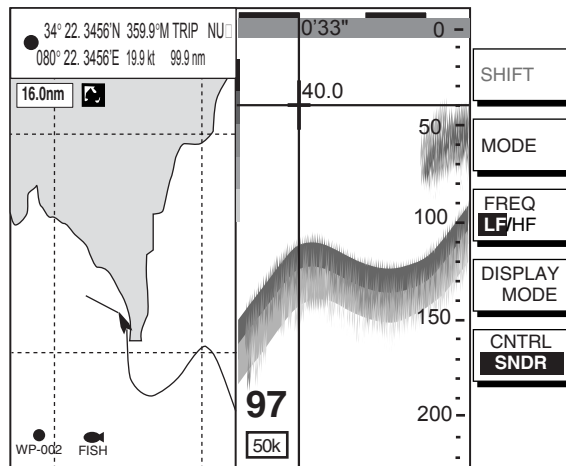 34° 22. 3456'N 359.9°M TRIP NU
080° 22. 3456'E 19.9 kt 99.9 nm
16.0nm
WP-002 FISH
0'33"
40.0
0
50
100
150
200
97
50k
SHIFT
MODE
FREQ
LF/HF
DISPLAY
MODE
CNTRL
SNDR